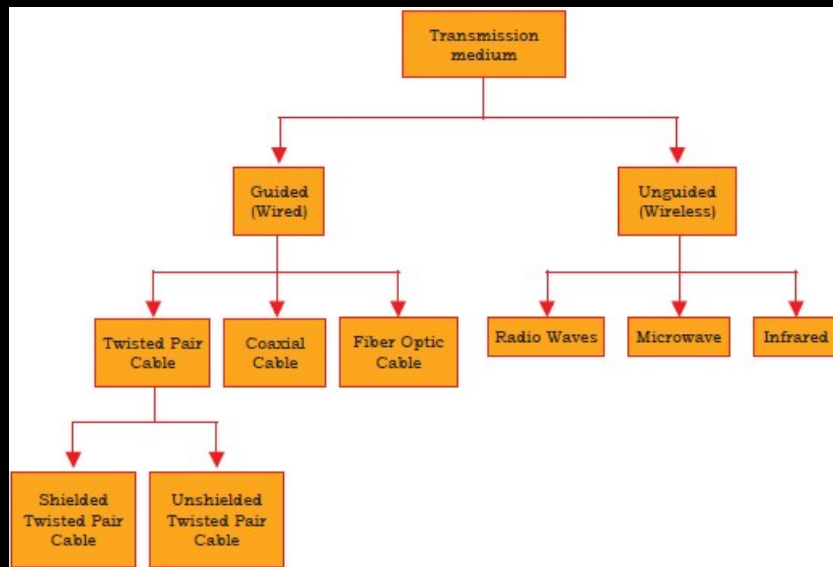 Transmission
medium
Guided
(Wired)
Unguided
(Wireless)
Twisted Pair
Cable
Coaxial
Cable
Fiber Optic
Cable
Radio Waves
Microwave
Infrared
Shielded
Twisted Pair
Cable
Unshielded
Twisted Pair
Cable